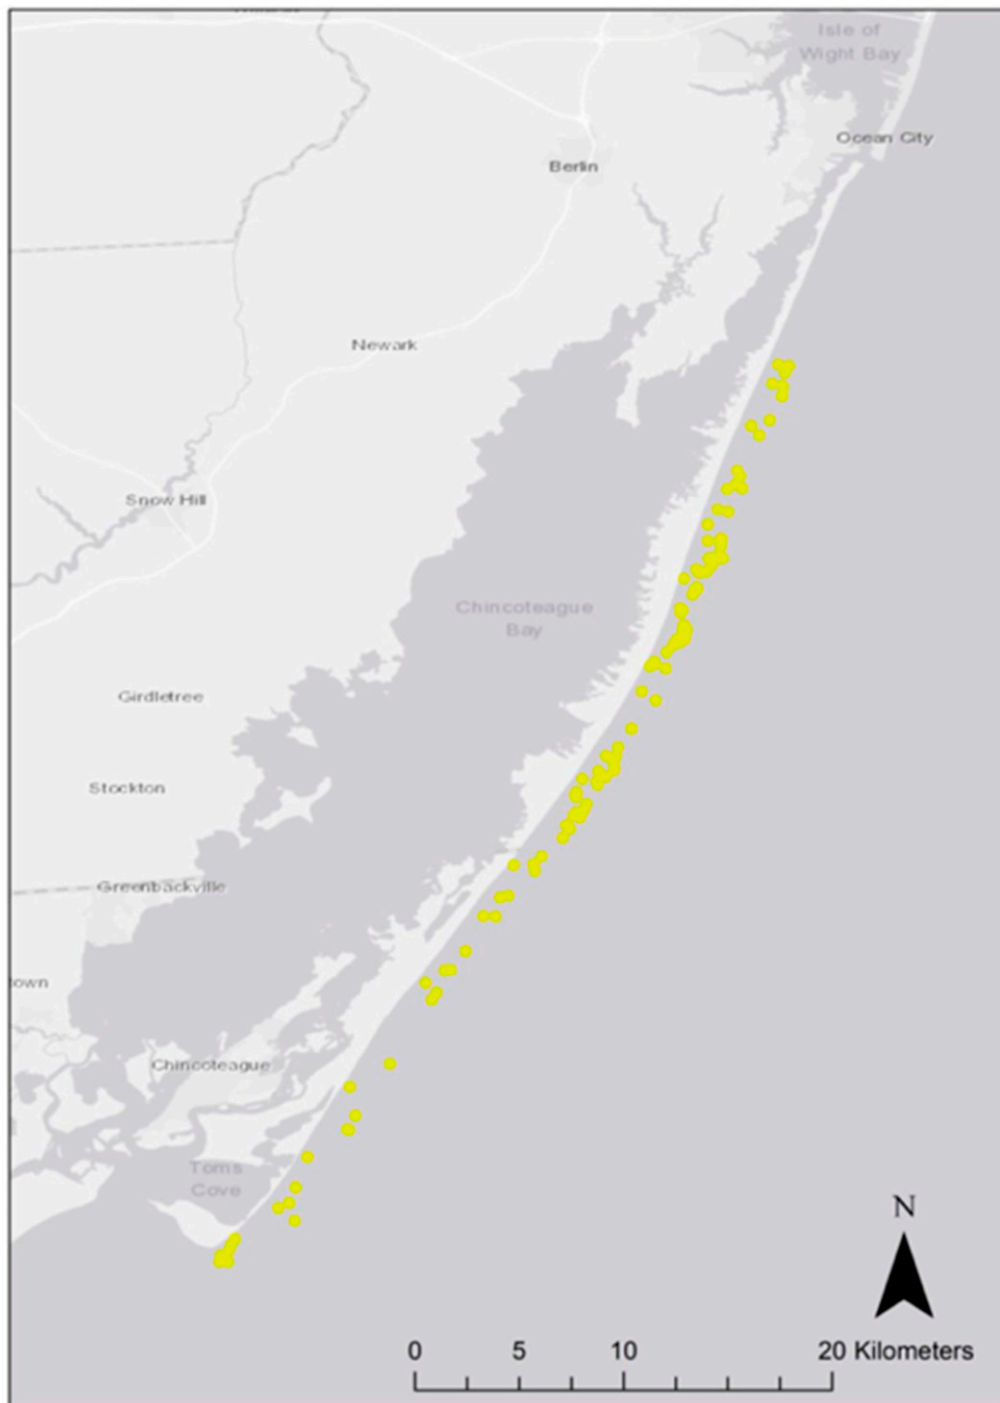 Isle of
Wight Bay
Ocean City
Berlin
Newark
Snow Hill
Chincoteague
Bay
Girdletree
Stockton
Greenbackville
own
Chincoteague
Toms
Cove
N
0 5 10 20 Kilometers